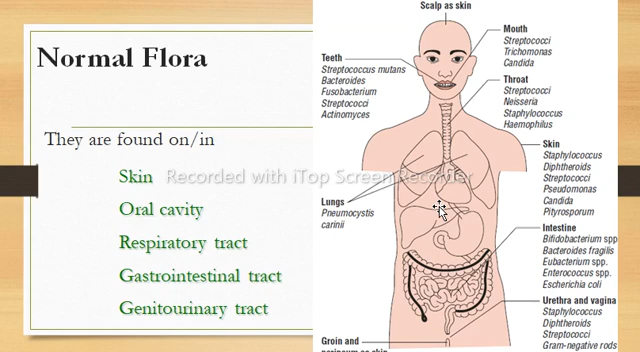 Normal Flora
They are found on/in
Skin
Oral cavity
Respiratory tract
Gastrointestinal tract
Genitourinary tract
Recorded with iTop Screen Recorder
Scalp as skin
Mouth
Streptococci
Trichomonas
Candida
Teeth
Streptococcus mutans
Bacteroides
Fusobacterium
Streptococci
Actinomyces
Throat
Streptococci
Neisseria
Staphylococcus
Haemophilus
Skin
Staphylococcus
Diphtheroids
Streptococci
Pseudomonas
Candida
Pityrosporum
Lungs
Pneumocystis
carinii
Intestine
Bifidobacterium spp
Bacteroides fragilis
Eubacterium spp.
Enterococcus spp.
Escherichia coli
Urethra and vagina
Staphylococcus
Diphtheroids
Streptococci
Gram-negative rods
Groin and
perineum as skin